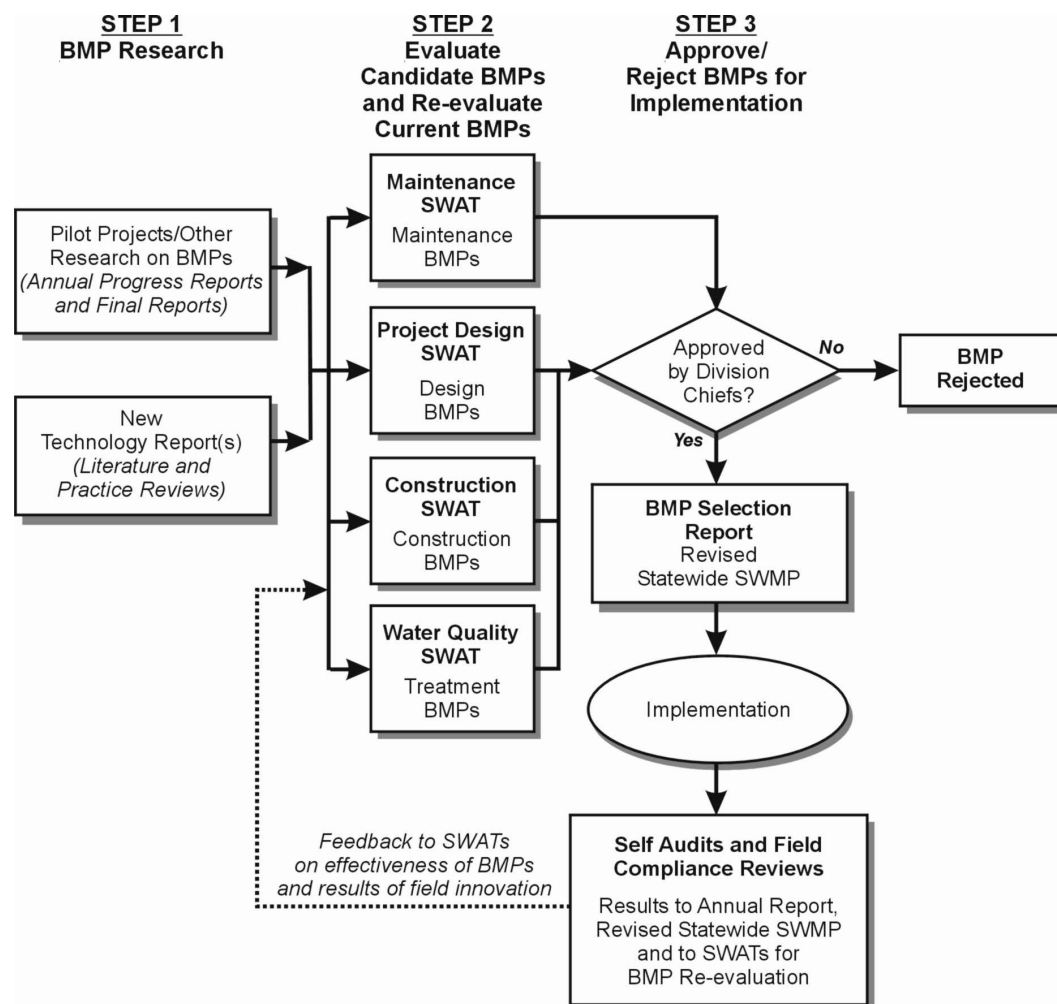 STEP 1
BMP Research
STEP 2
Evaluate
Candidate BMPs
and Re-evaluate
Current BMPs
STEP 3
Approve/
Reject BMPs for
Implementation
Pilot Projects/Other
Research on BMPs
(Annual Progress Reports
and Final Reports)
New
Technology Report(s)
(Literature and
Practice Reviews)
Maintenance
SWAT
Maintenance
BMPs
Project Design
SWAT
Design
BMPs
Construction
SWAT
Construction
BMPs
Water Quality
SWAT
Treatment
BMPs
Approved
by Division
Chiefs?
No
BMP
Rejected
Yes
BMP Selection
Report
Revised
Statewide SWMP
Implementation
Self Audits and Field
Compliance Reviews
Results to Annual Report,
Revised Statewide SWMP
and to SWATs for
BMP Re-evaluation
Feedback to SWATs
on effectiveness of BMPs
and results of field innovation